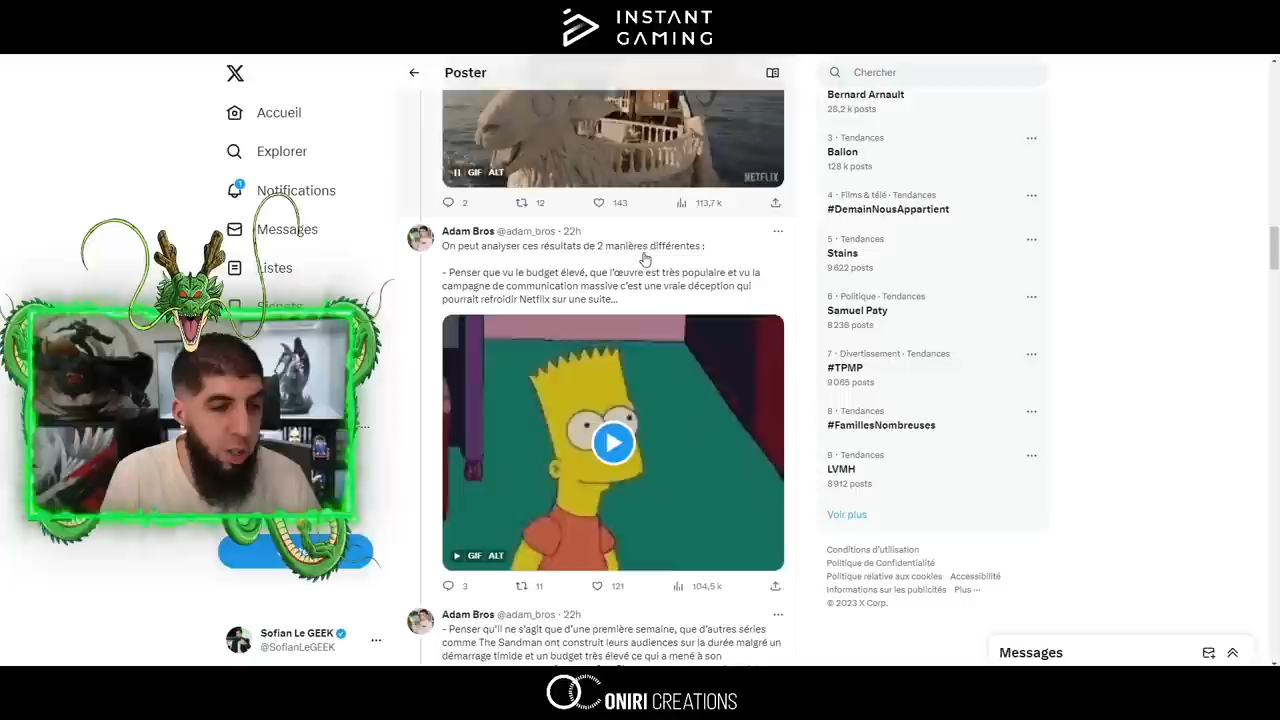 INSTANT
GAMING
Accueil
Explorer
1
Notifications
Messages
Listes
Signets
Sofian Le GEEK
@SofianLeGEEK
Poster
GIF ALT
NETFLIX
2 12 143 113,7 k
Adam Bros @adam_bros · 22h
On peut analyser ces résultats de 2 manières différentes :
- Penser que vu le budget élevé, que l'œuvre est très populaire et vu la
campagne de communication massive c'est une vraie déception qui
pourrait refroidir Netflix sur une suite...
GIF ALT
3 11 121 104,5 k
Adam Bros @adam_bros · 22h
- Penser qu'il ne s'agit que d'une première semaine, que d'autres séries
comme The Sandman ont construit leurs audiences sur la durée malgré un
démarrage timide et un budget très élevé ce qui a mené à son
Chercher
Bernard Arnault
28,2 k posts
3 · Tendances
Ballon
128 k posts
4 · Films & télé · Tendances
#DemainNousAppartient
5 · Tendances
Stains
9 622 posts
6 · Politique · Tendances
Samuel Paty
8 238 posts
7 · Divertissement · Tendances
#TPMP
9 065 posts
8 · Tendances
#FamillesNombreuses
9 · Tendances
LVMH
8 912 posts
Voir plus
Conditions d'utilisation
Politique de Confidentialité
Politique relative aux cookies Accessibilité
Informations sur les publicités Plus ...
© 2023 X Corp.
Messages
ONIRI CREATIONS